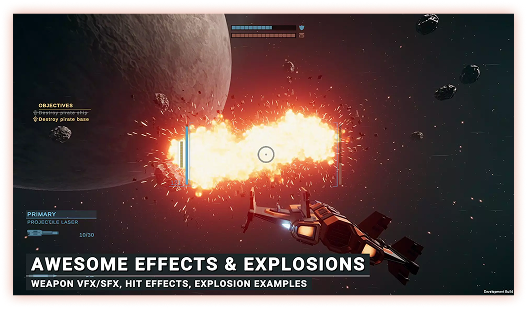 OBJECTIVES
Destroy pirate ship
Destroy pirate base
PRIMARY
PROJECTILE LASER
10/30
AWESOME EFFECTS & EXPLOSIONS
WEAPON VFX/SFX, HIT EFFECTS, EXPLOSION EXAMPLES
Development Build